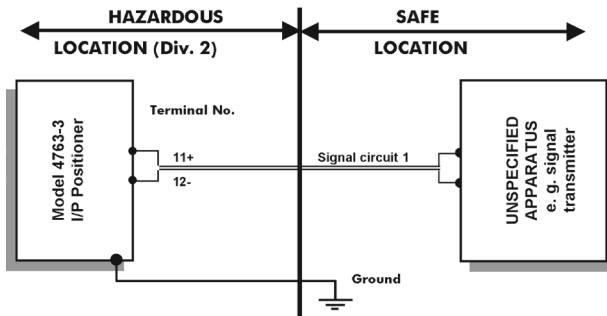 HAZARDOUS
LOCATION (Div. 2)
SAFE
LOCATION
Model 4763-3
I/P Positioner
Terminal No.
11+
12-
Signal circuit 1
UNSPECIFIED
APPARATUS
e. g. signal
transmitter
Ground